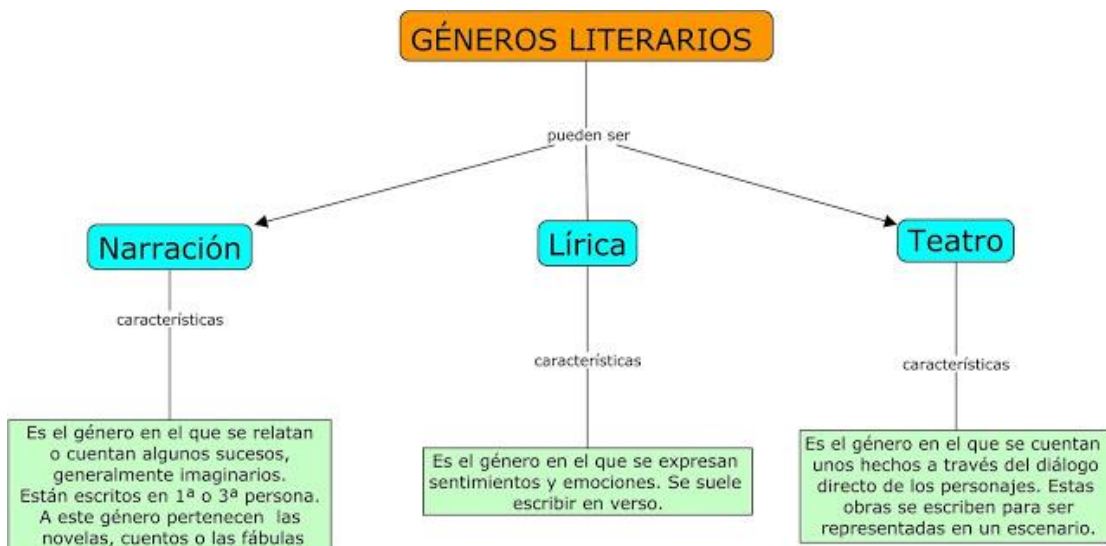 GÉNEROS LITERARIOS
pueden ser
Narración
Lírica
Teatro
características
características
características
Es el género en el que se relatan
o cuentan algunos sucesos,
generalmente imaginarios.
Están escritos en 1ª o 3ª persona.
A este género pertenecen las
novelas, cuentos o las fábulas
Es el género en el que se expresan
sentimientos y emociones. Se suele
escribir en verso.
Es el género en el que se cuentan
unos hechos a través del diálogo
directo de los personajes. Estas
obras se escriben para ser
representadas en un escenario.